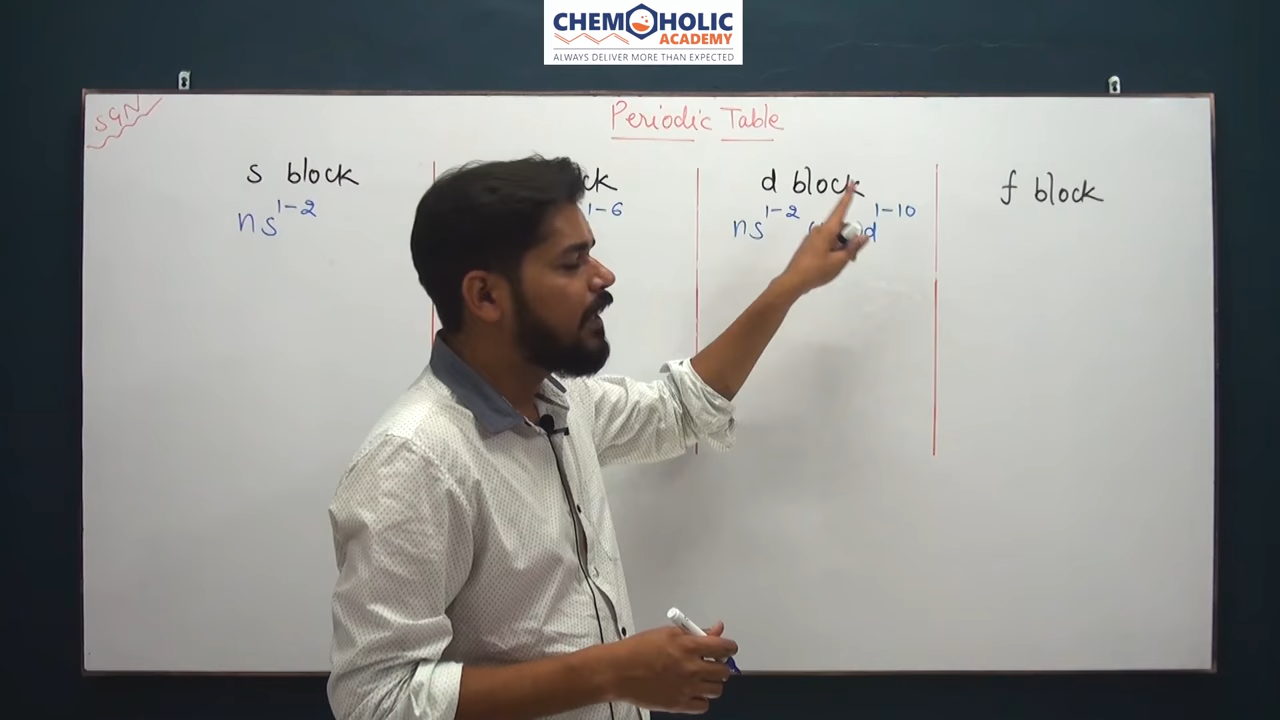 CHEMOHOLIC
ACADEMY
ALWAYS DELIVER MORE THAN EXPECTED
SGN
Periodic Table
s block
ck
d block
f block
ns¹⁻²
1-6
ns¹⁻² d¹⁻¹⁰